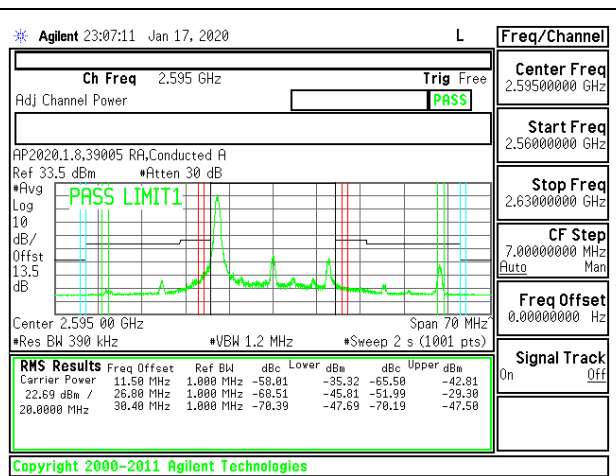 Agilent 23:07:11 Jan 17, 2020 L
Freq/Channel
Ch Freq 2.595 GHz Trig Free
Adj Channel Power PASS
Center Freq
2.59500000 GHz
Start Freq
2.56000000 GHz
Stop Freq
2.63000000 GHz
CF Step
7.00000000 MHz
Auto Man
Freq Offset
0.00000000 Hz
Signal Track
On Off
AP2020.1.8,39005 RA,Conducted A
Ref 33.5 dBm #Atten 30 dB
#Avg
Log
10
dB/
Offst
13.5
dB
PASS LIMIT1
Center 2.595 00 GHz Span 70 MHz^
#Res BW 390 kHz #VBW 1.2 MHz #Sweep 2 s (1001 pts)
RMS Results Freq Offset Ref BW dBc Lower dBm dBc Upper dBm
Carrier Power 11.50 MHz 1.000 MHz -58.01 -35.32 -65.50 -42.81
22.69 dBm / 26.80 MHz 1.000 MHz -68.51 -45.81 -51.99 -29.30
20.0000 MHz 30.40 MHz 1.000 MHz -70.39 -47.69 -70.19 -47.50
Copyright 2000-2011 Agilent Technologies